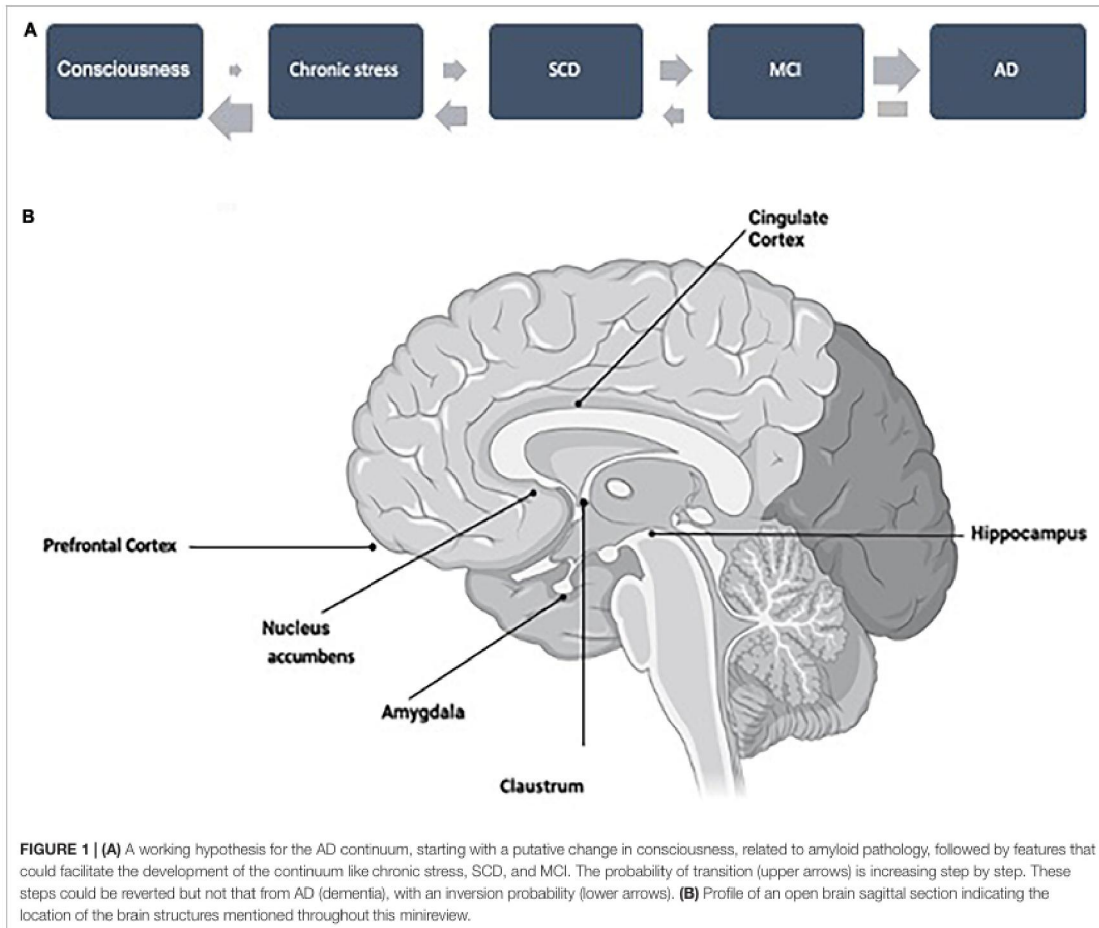 A
Consciousness
Chronic stress
SCD
MCI
AD
B
Cingulate
Cortex
Prefrontal Cortex
Hippocampus
Nucleus
accumbens
Amygdala
Claustrum
FIGURE 1 | (A) A working hypothesis for the AD continuum, starting with a putative change in consciousness, related to amyloid pathology, followed by features that
could facilitate the development of the continuum like chronic stress, SCD, and MCI. The probability of transition (upper arrows) is increasing step by step. These
steps could be reverted but not that from AD (dementia), with an inversion probability (lower arrows). (B) Profile of an open brain sagittal section indicating the
location of the brain structures mentioned throughout this minireview.